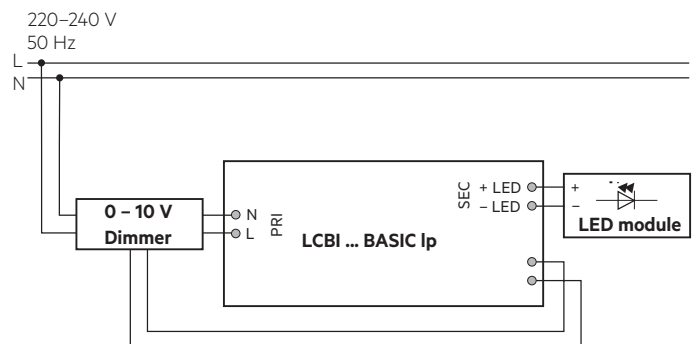 220–240 V
50 Hz
L
N
0 – 10 V
Dimmer
N
L
PRI
LCBI ... BASIC lp
SEC
+ LED
– LED
+
–
LED module